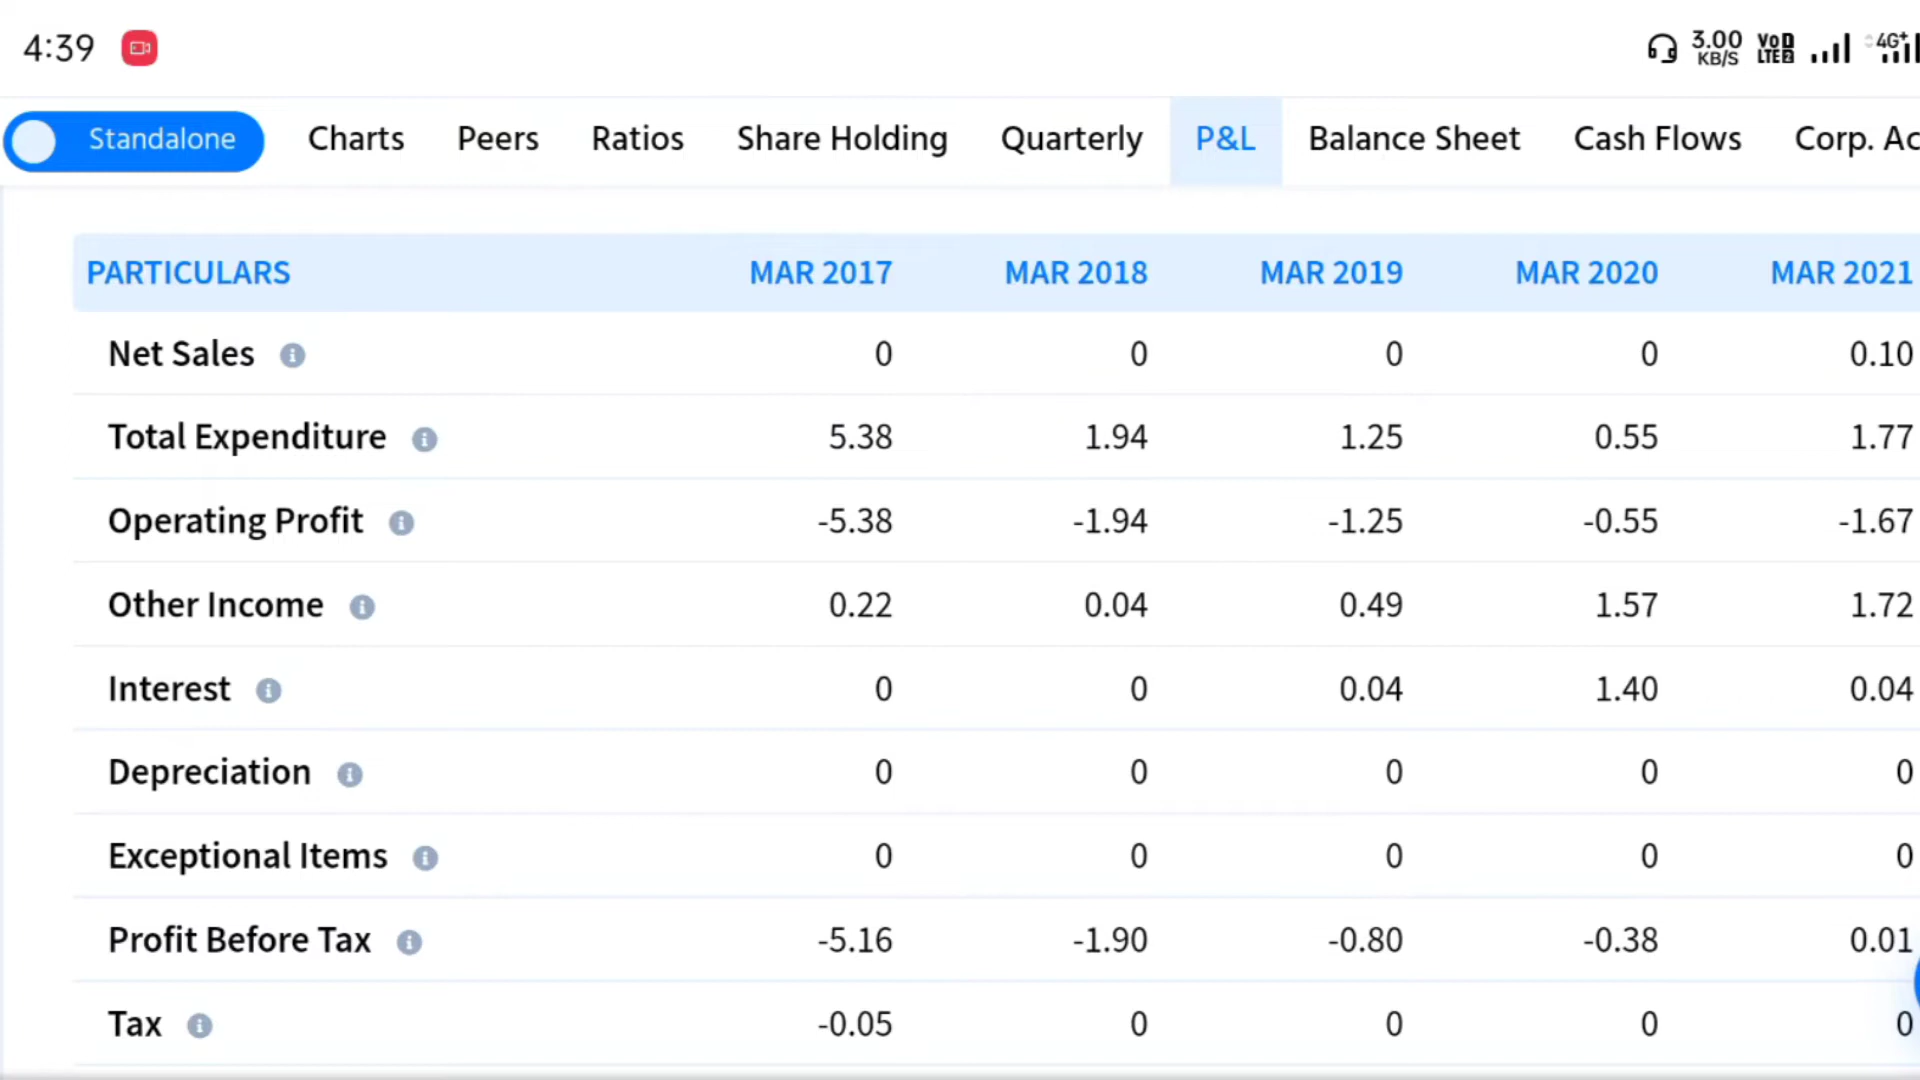 4:39 3.00 KB/S VoD LTE2 4G+
Standalone Charts Peers Ratios Share Holding Quarterly P&L Balance Sheet Cash Flows Corp. Ac
PARTICULARS MAR 2017 MAR 2018 MAR 2019 MAR 2020 MAR 2021
Net Sales 0 0 0 0 0.10
Total Expenditure 5.38 1.94 1.25 0.55 1.77
Operating Profit -5.38 -1.94 -1.25 -0.55 -1.67
Other Income 0.22 0.04 0.49 1.57 1.72
Interest 0 0 0.04 1.40 0.04
Depreciation 0 0 0 0 0
Exceptional Items 0 0 0 0 0
Profit Before Tax -5.16 -1.90 -0.80 -0.38 0.01
Tax -0.05 0 0 0 0